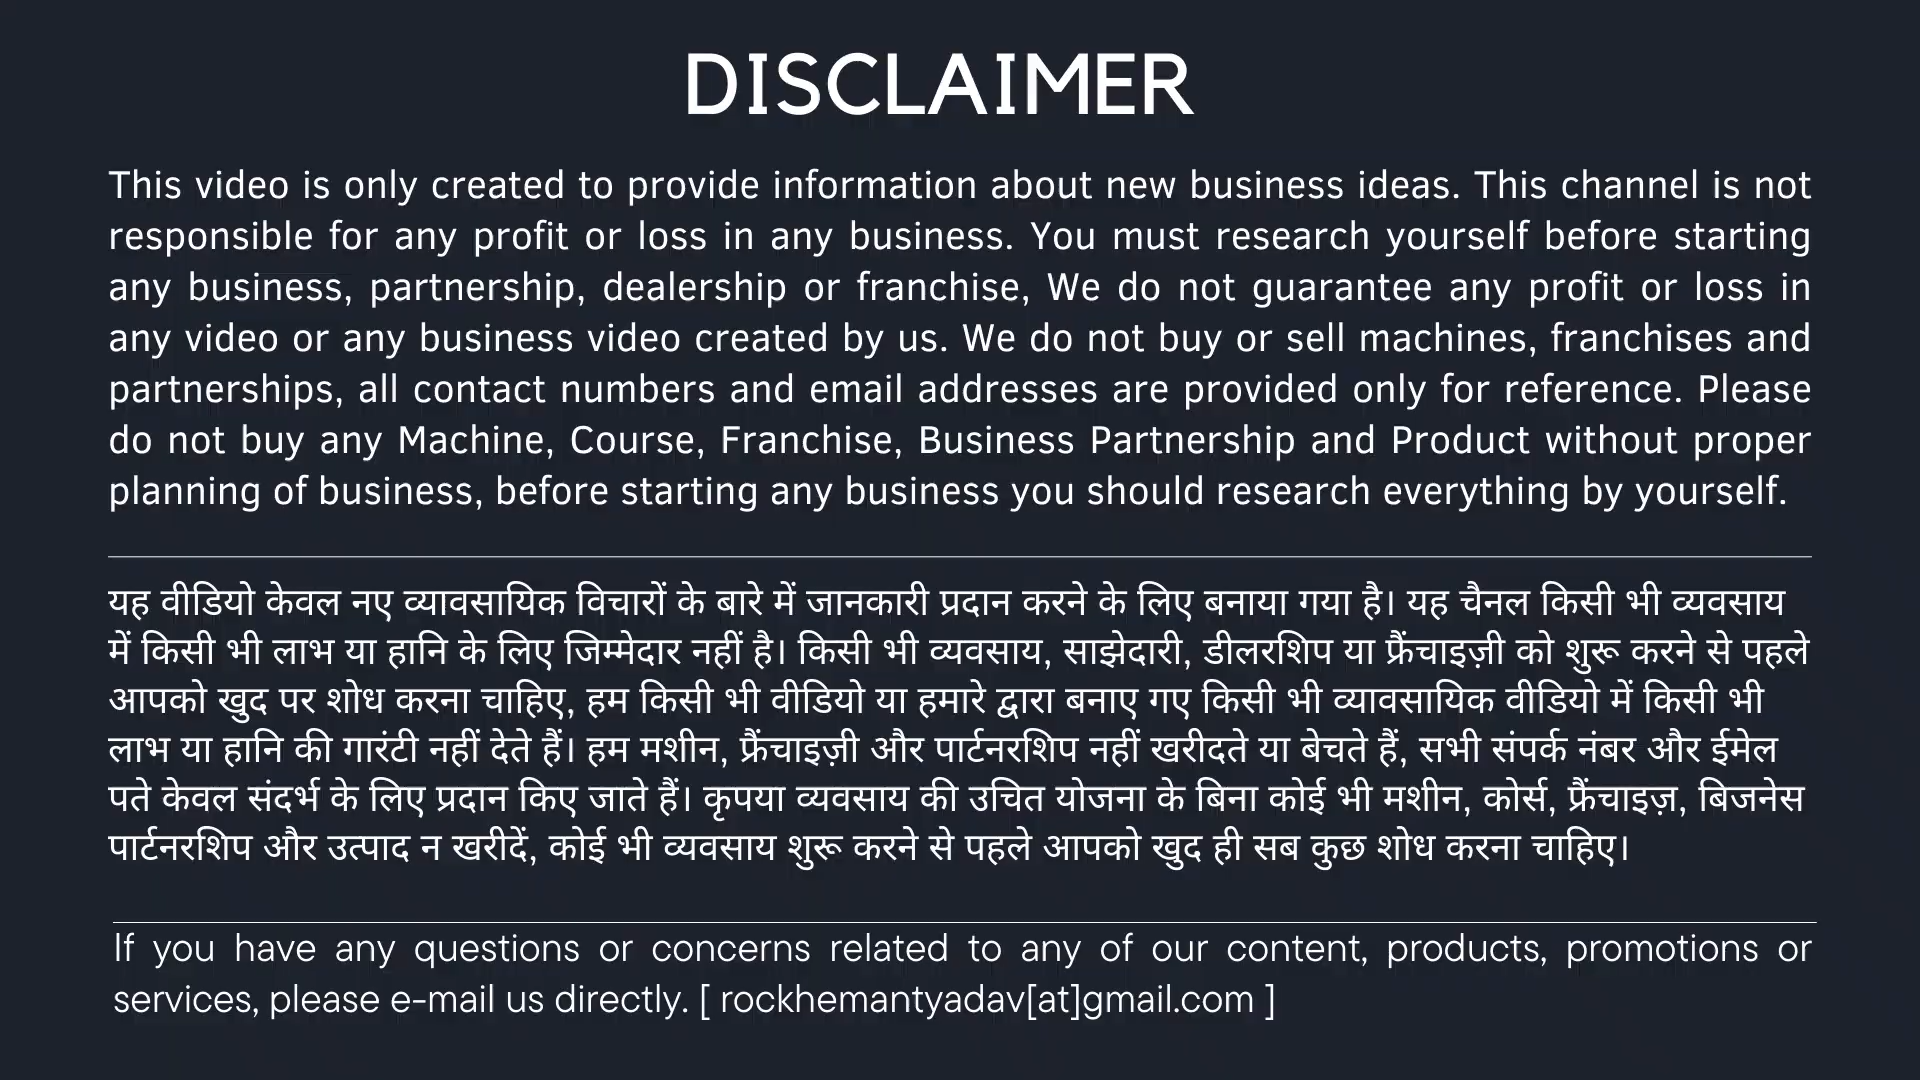 DISCLAIMER
This video is only created to provide information about new business ideas. This channel is not
responsible for any profit or loss in any business. You must research yourself before starting
any business, partnership, dealership or franchise, We do not guarantee any profit or loss in
any video or any business video created by us. We do not buy or sell machines, franchises and
partnerships, all contact numbers and email addresses are provided only for reference. Please
do not buy any Machine, Course, Franchise, Business Partnership and Product without proper
planning of business, before starting any business you should research everything by yourself.
यह वीडियो केवल नए व्यावसायिक विचारों के बारे में जानकारी प्रदान करने के लिए बनाया गया है। यह चैनल किसी भी व्यवसाय
में किसी भी लाभ या हानि के लिए जिम्मेदार नहीं है। किसी भी व्यवसाय, साझेदारी, डीलरशिप या फ्रैंचाइज़ी को शुरू करने से पहले
आपको खुद पर शोध करना चाहिए, हम किसी भी वीडियो या हमारे द्वारा बनाए गए किसी भी व्यावसायिक वीडियो में किसी भी
लाभ या हानि की गारंटी नहीं देते हैं। हम मशीन, फ्रैंचाइज़ी और पार्टनरशिप नहीं खरीदते या बेचते हैं, सभी संपर्क नंबर और ईमेल
पते केवल संदर्भ के लिए प्रदान किए जाते हैं। कृपया व्यवसाय की उचित योजना के बिना कोई भी मशीन, कोर्स, फ्रैंचाइज़, बिजनेस
पार्टनरशिप और उत्पाद न खरीदें, कोई भी व्यवसाय शुरू करने से पहले आपको खुद ही सब कुछ शोध करना चाहिए।
If you have any questions or concerns related to any of our content, products, promotions or
services, please e-mail us directly. [ rockhemantyadav[at]gmail.com ]